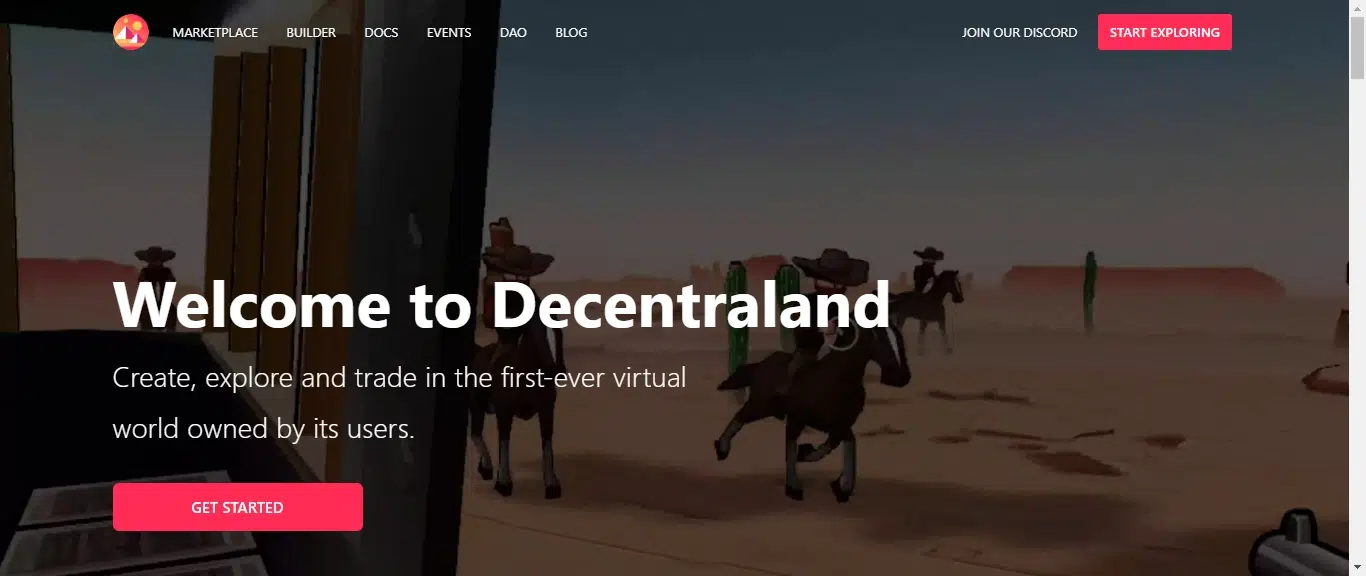 MARKETPLACE BUILDER DOCS EVENTS DAO BLOG JOIN OUR DISCORD START EXPLORING
Welcome to Decentraland
Create, explore and trade in the first-ever virtual
world owned by its users.
GET STARTED